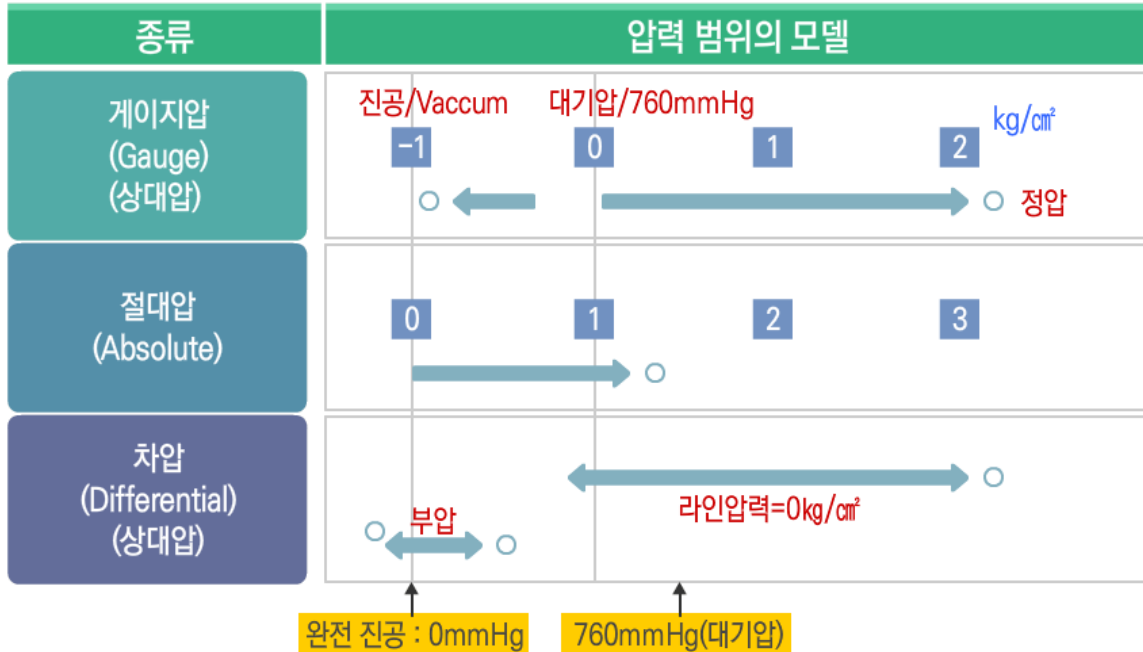 종류
압력 범위의 모델
게이지압
(Gauge)
(상대압)
진공/Vaccum
대기압/760mmHg
kg/㎠
-1
0
1
2
정압
절대압
(Absolute)
0
1
2
3
차압
(Differential)
(상대압)
부압
라인압력=0kg/㎠
완전 진공 : 0mmHg
760mmHg(대기압)